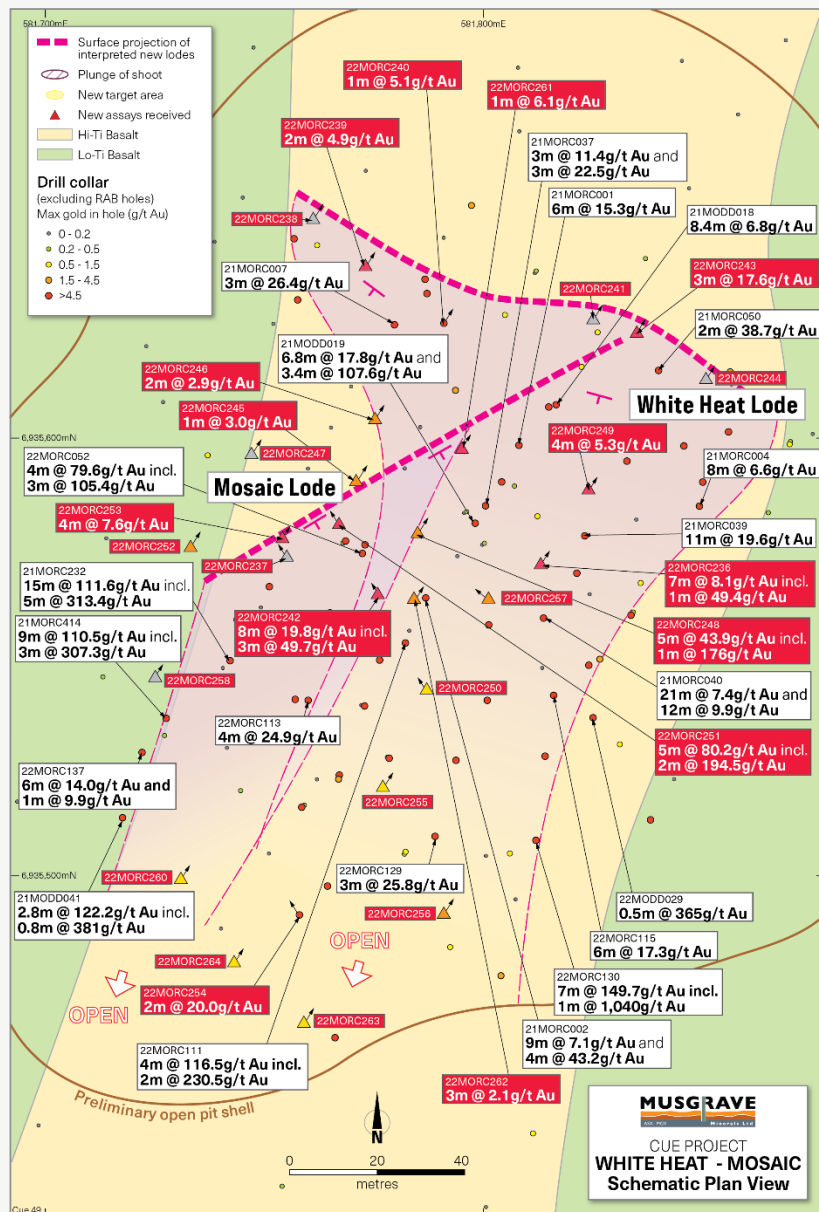 581,700mE
581,800mE
Surface projection of
interpreted new lodes
Plunge of shoot
New target area
New assays received
Hi-Ti Basalt
Lo-Ti Basalt
Drill collar
(excluding RAB holes)
Max gold in hole (g/t Au)
0 - 0.2
0.2 - 0.5
0.5 - 1.5
1.5 - 4.5
>4.5
22MORC240
1m @ 5.1g/t Au
22MORC261
1m @ 6.1g/t Au
22MORC239
2m @ 4.9g/t Au
21MORC037
3m @ 11.4g/t Au and
3m @ 22.5g/t Au
21MORC001
6m @ 15.3g/t Au
21MODD018
8.4m @ 6.8g/t Au
22MORC238
22MORC243
3m @ 17.6g/t Au
21MORC007
3m @ 26.4g/t Au
22MORC241
21MORC050
2m @ 38.7g/t Au
21MODD019
6.8m @ 17.8g/t Au and
3.4m @ 107.6g/t Au
22MORC246
2m @ 2.9g/t Au
22MORC244
White Heat Lode
22MORC245
1m @ 3.0g/t Au
6,935,600mN
22MORC249
4m @ 5.3g/t Au
22MORC247
21MORC004
8m @ 6.6g/t Au
22MORC052
4m @ 79.6g/t Au incl.
3m @ 105.4g/t Au
Mosaic Lode
22MORC253
4m @ 7.6g/t Au
21MORC039
11m @ 19.6g/t Au
22MORC252
22MORC237
22MORC236
7m @ 8.1g/t Au incl.
1m @ 49.4g/t Au
21MORC232
15m @ 111.6g/t Au incl.
5m @ 313.4g/t Au
22MORC257
22MORC242
8m @ 19.8g/t Au incl.
3m @ 49.7g/t Au
22MORC248
5m @ 43.9g/t Au incl.
1m @ 176g/t Au
21MORC414
9m @ 110.5g/t Au incl.
3m @ 307.3g/t Au
22MORC258
22MORC250
21MORC040
21m @ 7.4g/t Au and
12m @ 9.9g/t Au
22MORC113
4m @ 24.9g/t Au
22MORC251
5m @ 80.2g/t Au incl.
2m @ 194.5g/t Au
22MORC137
6m @ 14.0g/t Au and
1m @ 9.9g/t Au
22MORC255
22MORC129
3m @ 25.8g/t Au
6,935,500mN
22MORC260
21MODD041
2.8m @ 122.2g/t Au incl.
0.8m @ 381g/t Au
22MODD029
0.5m @ 365g/t Au
22MORC256
OPEN
22MORC115
6m @ 17.3g/t Au
22MORC264
22MORC254
2m @ 20.0g/t Au
22MORC130
7m @ 149.7g/t Au incl.
1m @ 1,040g/t Au
OPEN
22MORC263
21MORC002
9m @ 7.1g/t Au and
4m @ 43.2g/t Au
22MORC111
4m @ 116.5g/t Au incl.
2m @ 230.5g/t Au
22MORC262
3m @ 2.1g/t Au
Preliminary open pit shell
N
0 20 40
metres
MUSGRAVE
Minerals Ltd
CUE PROJECT
WHITE HEAT - MOSAIC
Schematic Plan View
Cue 49